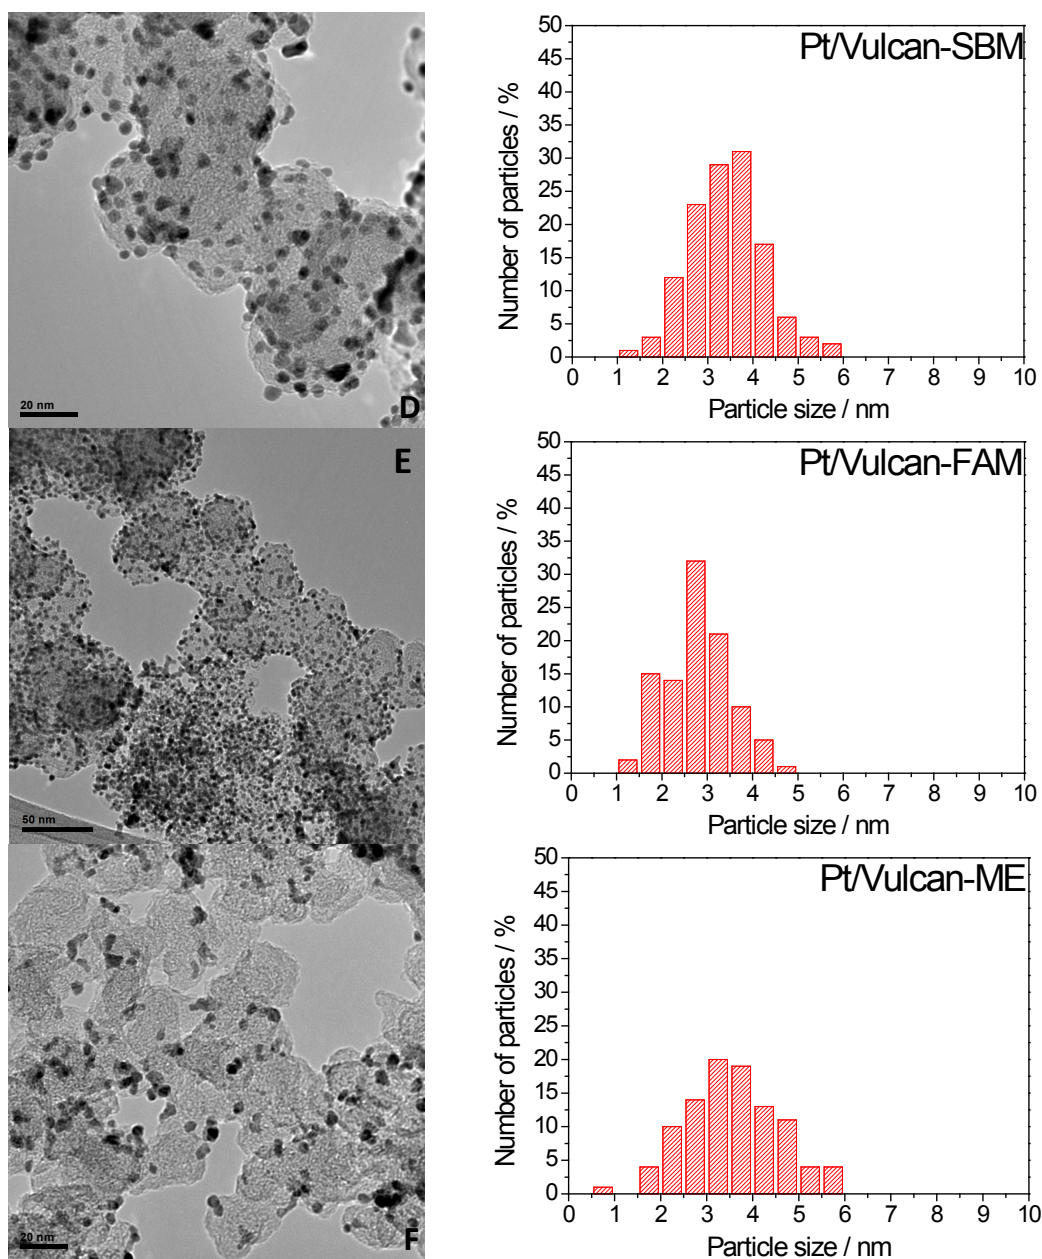 Pt/Vulcan-SBM
50
45
40
35
30
25
20
15
10
5
0
Number of particles / %
0 1 2 3 4 5 6 7 8 9 10
Particle size / nm
20 nm
D
E
Pt/Vulcan-FAM
50
45
40
35
30
25
20
15
10
5
0
Number of particles / %
0 1 2 3 4 5 6 7 8 9 10
Particle size / nm
50 nm
Pt/Vulcan-ME
50
45
40
35
30
25
20
15
10
5
0
Number of particles / %
0 1 2 3 4 5 6 7 8 9 10
Particle size / nm
20 nm
F